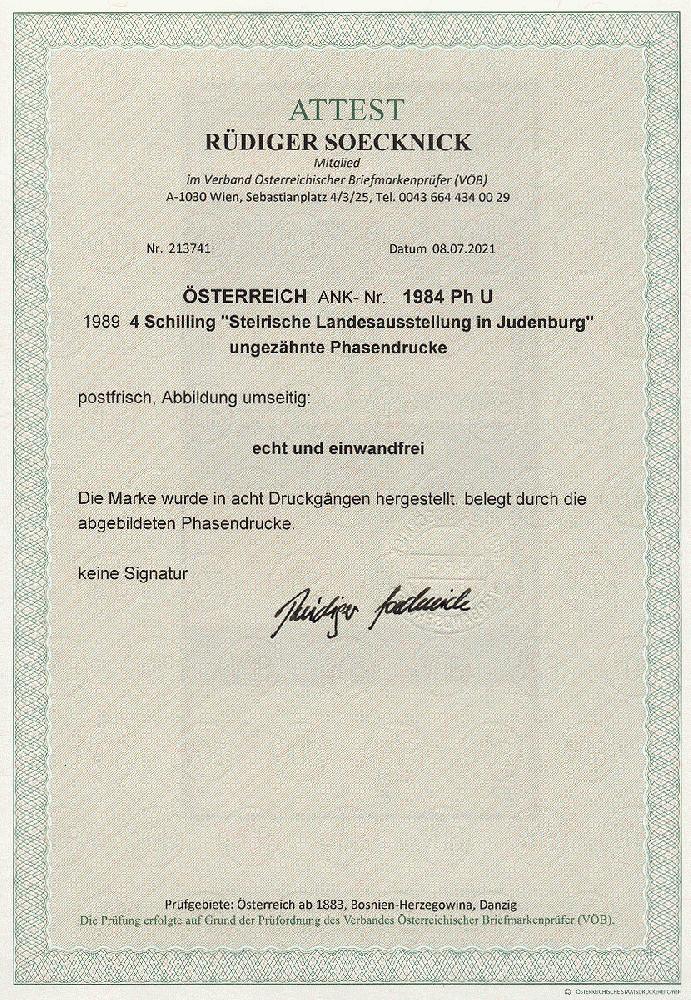 ATTEST
RÜDIGER SOECKNICK
Mitglied
im Verband Österreichischer Briefmarkenprüfer (VÖB)
A-1030 Wien, Sebastianplatz 4/3/25, Tel. 0043 664 434 00 29
Nr. 213741 Datum 08.07.2021
ÖSTERREICH ANK- Nr. 1984 Ph U
1989 4 Schilling "Steirische Landesausstellung in Judenburg"
ungezähnte Phasendrucke
postfrisch, Abbildung umseitig:
echt und einwandfrei
Die Marke wurde in acht Druckgängen hergestellt, belegt durch die
abgebildeten Phasendrucke.
keine Signatur
Rüdiger Soecknick
Prüfgebiete: Österreich ab 1883, Bosnien-Herzegowina, Danzig
Die Prüfung erfolgte auf Grund der Prüfordnung des Verbandes Österreichischer Briefmarkenprüfer (VÖB).